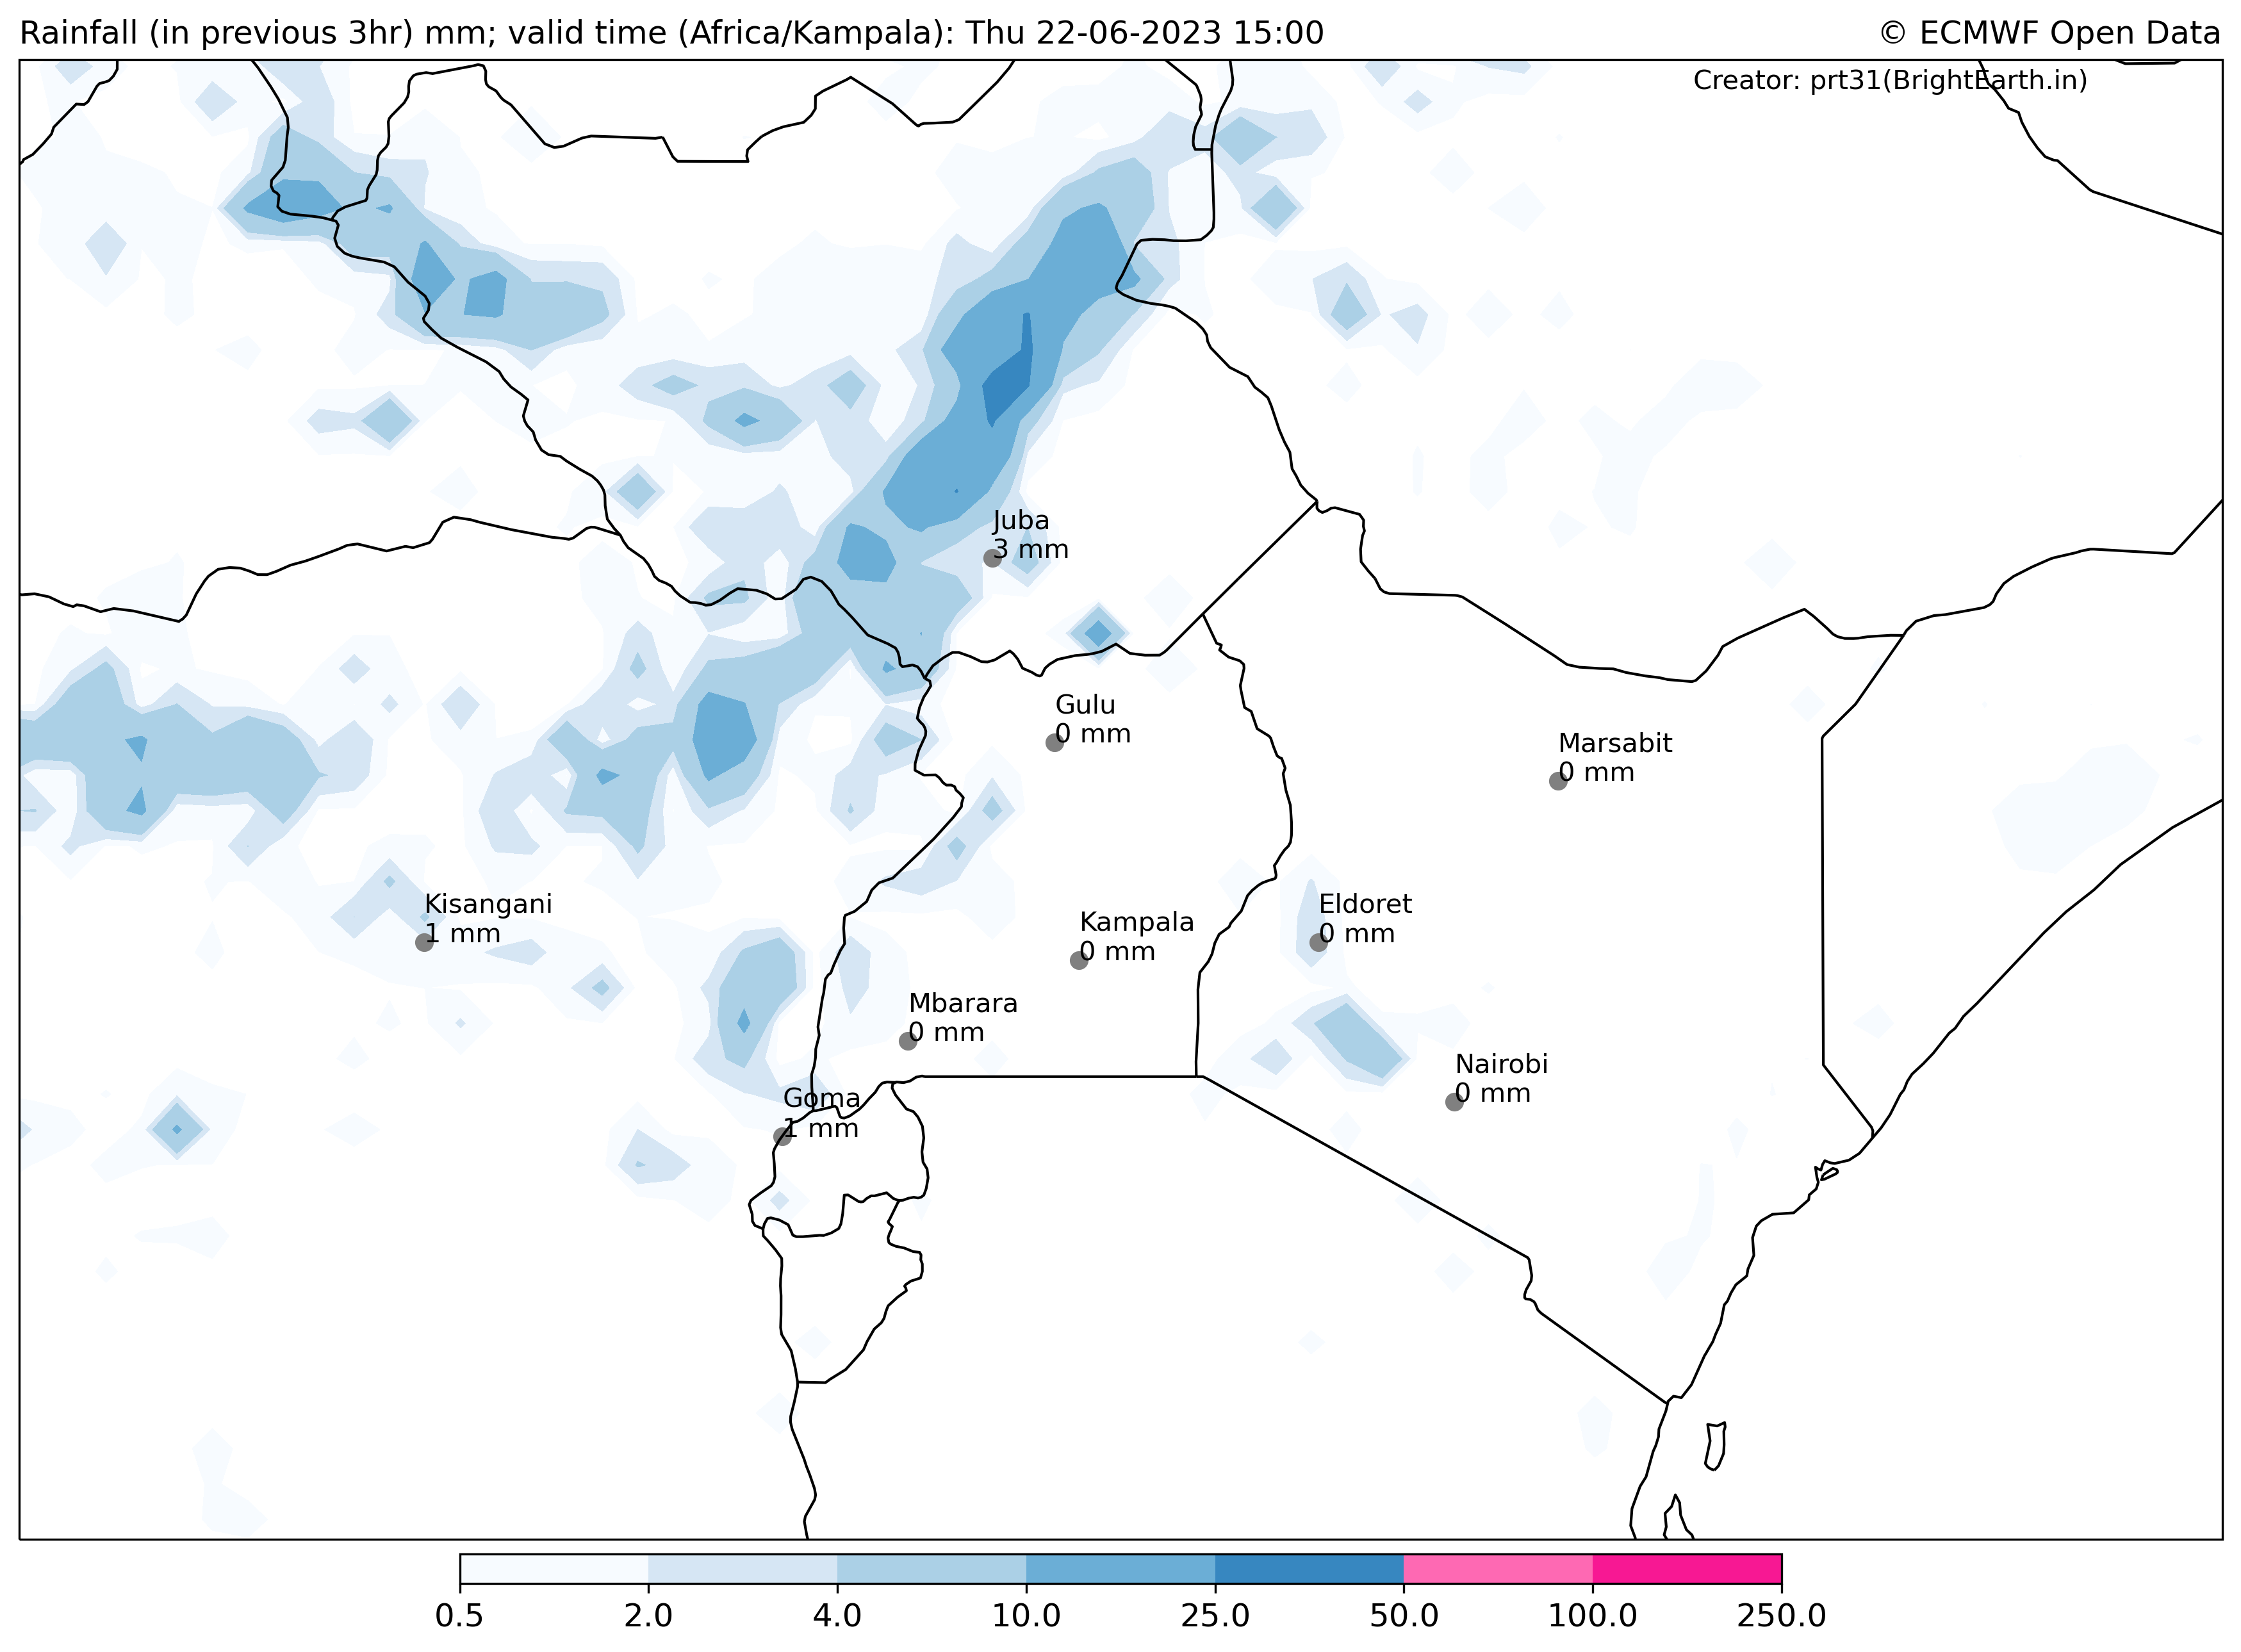 Rainfall (in previous 3hr) mm; valid time (Africa/Kampala): Thu 22-06-2023 15:00
© ECMWF Open Data
Creator: prt31(BrightEarth.in)
Juba
3 mm
Gulu
0 mm
Marsabit
0 mm
Kisangani
1 mm
Eldoret
0 mm
Kampala
0 mm
Mbarara
0 mm
Nairobi
0 mm
Goma
1 mm
0.5 2.0 4.0 10.0 25.0 50.0 100.0 250.0